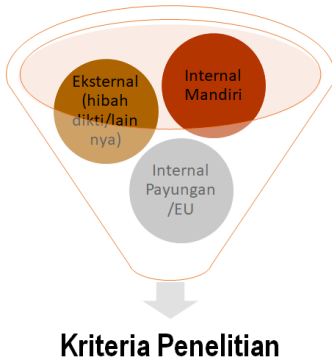 Eksternal
(hibah
dikti/lain
nya)
Internal
Mandiri
Internal
Payungan
/EU
Kriteria Penelitian